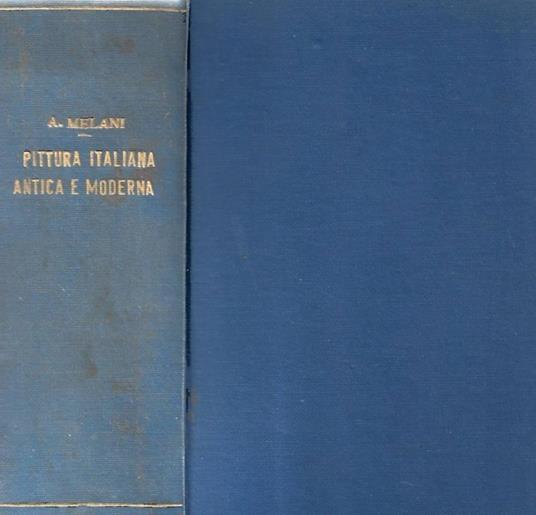 A. MELANI
PITTURA ITALIANA
ANTICA E MODERNA